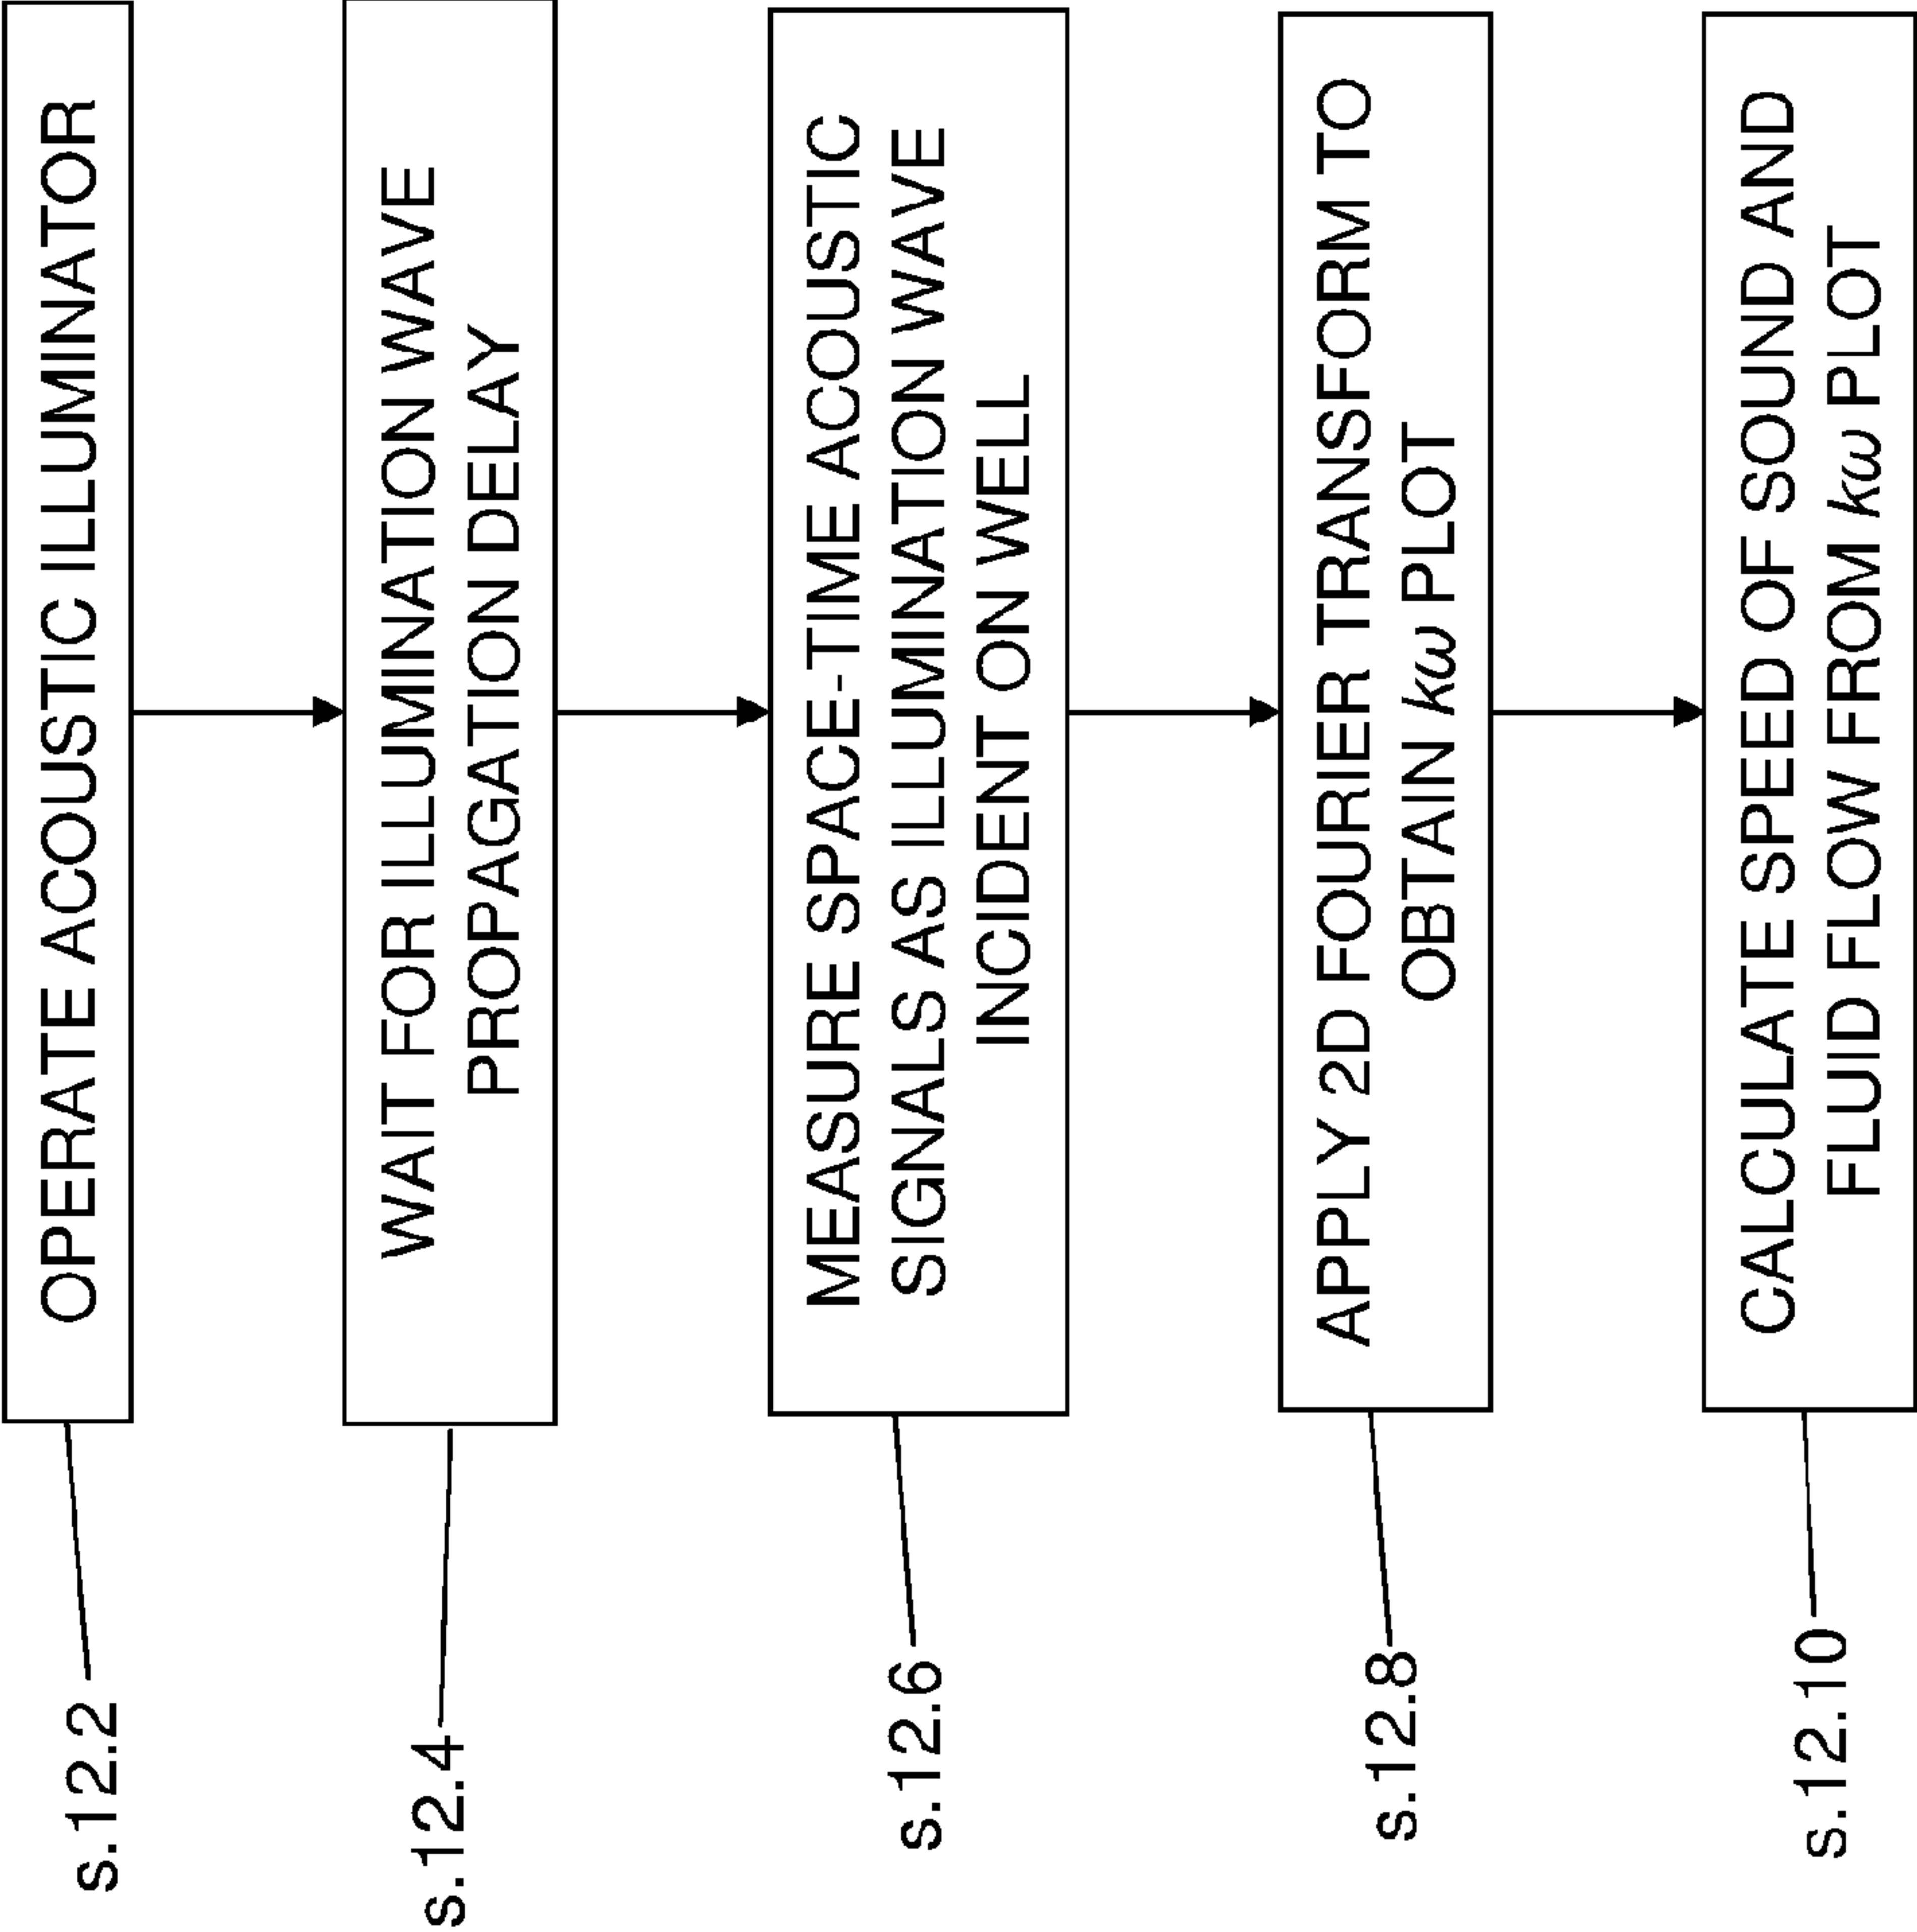 s.12.2
OPERATE ACOUSTIC ILLUMINATOR
s.12.4
WAIT FOR ILLUMINATION WAVE
PROPAGATION DELAY
s.12.6
MEASURE SPACE-TIME ACOUSTIC
SIGNALS AS ILLUMINATION WAVE
INCIDENT ON WELL
s.12.8
APPLY 2D FOURIER TRANSFORM TO
OBTAIN kω PLOT
s.12.10
CALCULATE SPEED OF SOUND AND
FLUID FLOW FROM kω PLOT